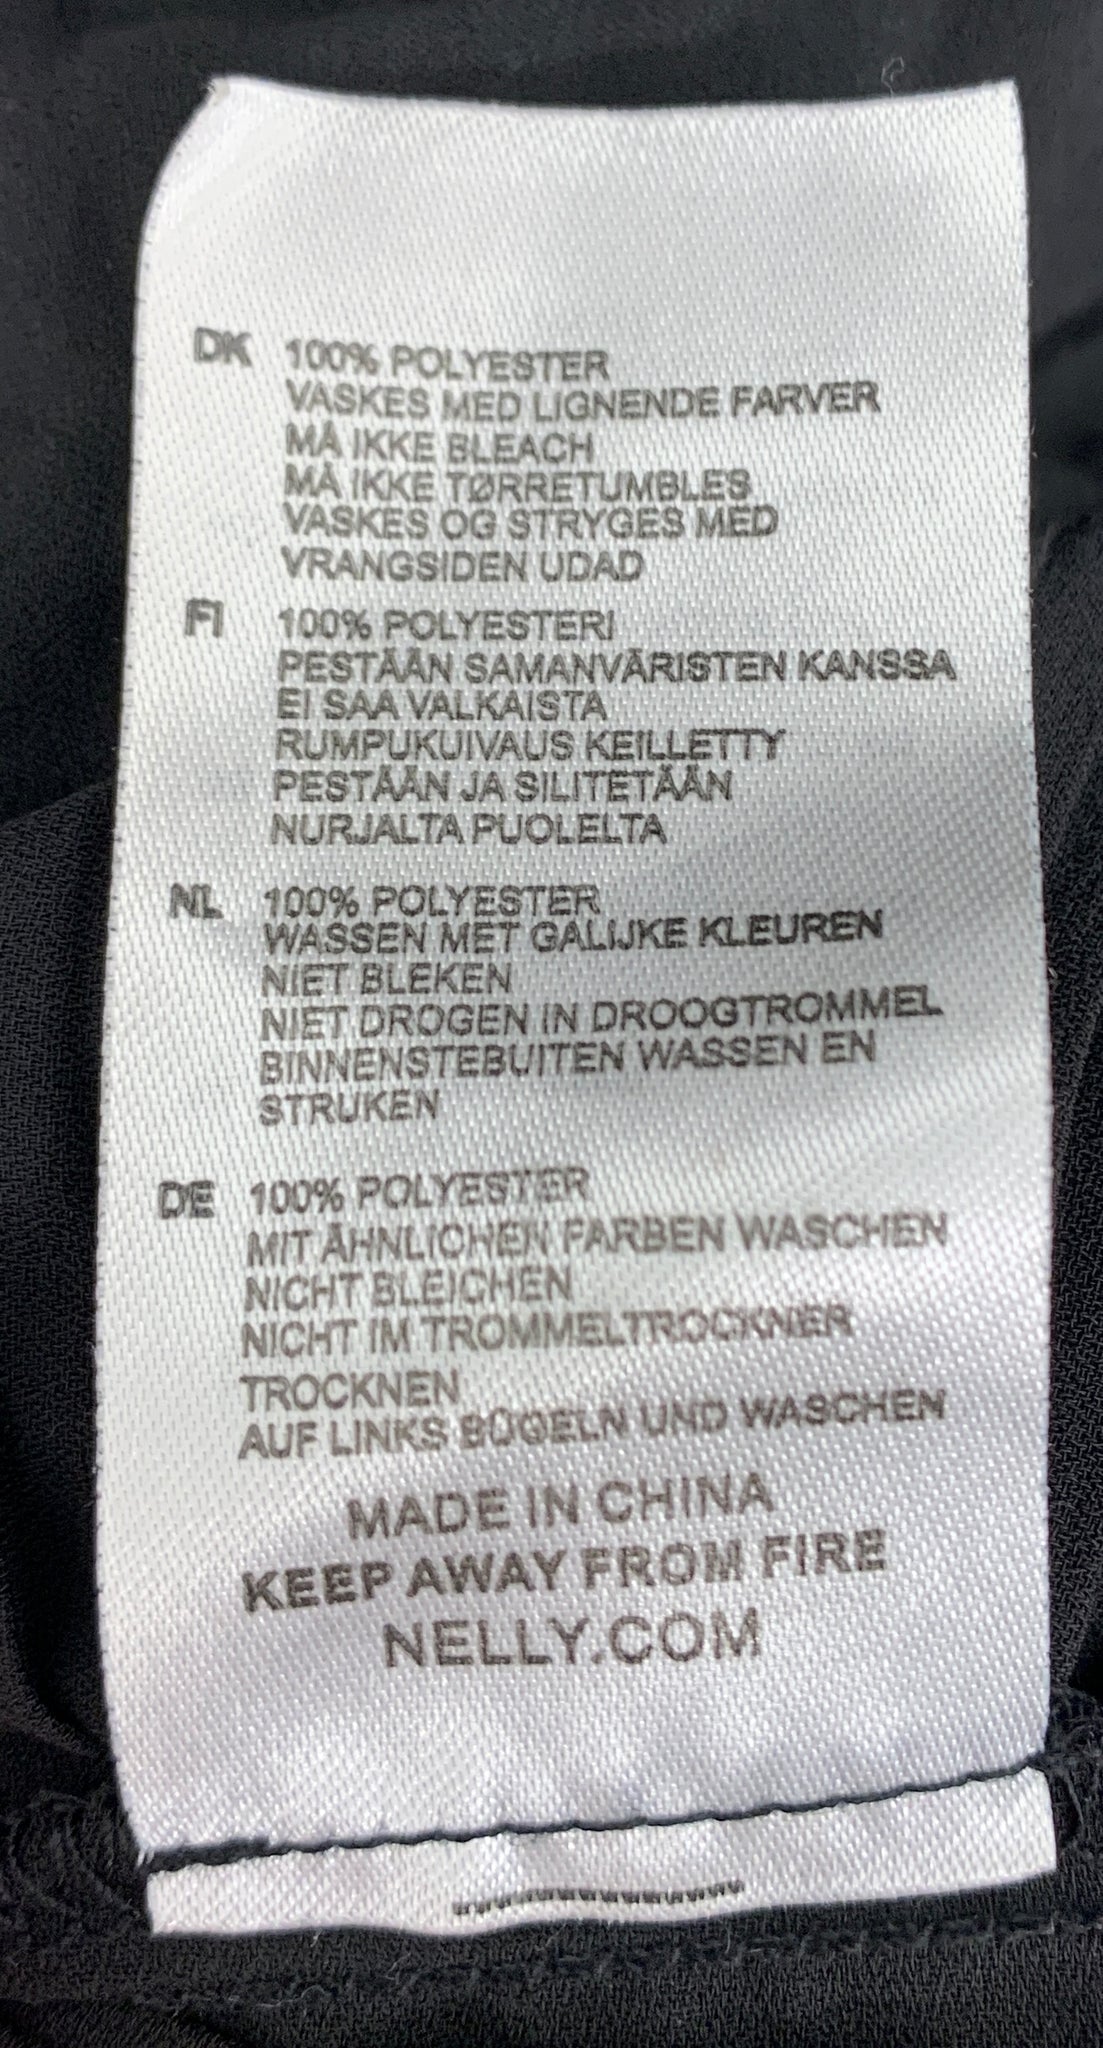 DK 100% POLYESTER
VASKES MED LIGNENDE FARVER
MÅ IKKE BLEACH
MÅ IKKE TØRRETUMBLES
VASKES OG STRYGES MED
VRANGSIDEN UDAD
FI 100% POLYESTERI
PESTÄÄN SAMANVÄRISTEN KANSSA
EI SAA VALKAISTA
RUMPUKUIVAUS KEILLETTY
PESTÄÄN JA SILITETÄÄN
NURJALTA PUOLELTA
NL 100% POLYESTER
WASSEN MET GALIJKE KLEUREN
NIET BLEKEN
NIET DROGEN IN DROOGTROMMEL
BINNENSTEBUITEN WASSEN EN
STRUKEN
DE 100% POLYESTER
MIT ÄHNLICHEN FARBEN WASCHEN
NICHT BLEICHEN
NICHT IM TROMMELTROCKNER
TROCKNEN
AUF LINKS BÜGELN UND WASCHEN
MADE IN CHINA
KEEP AWAY FROM FIRE
NELLY.COM